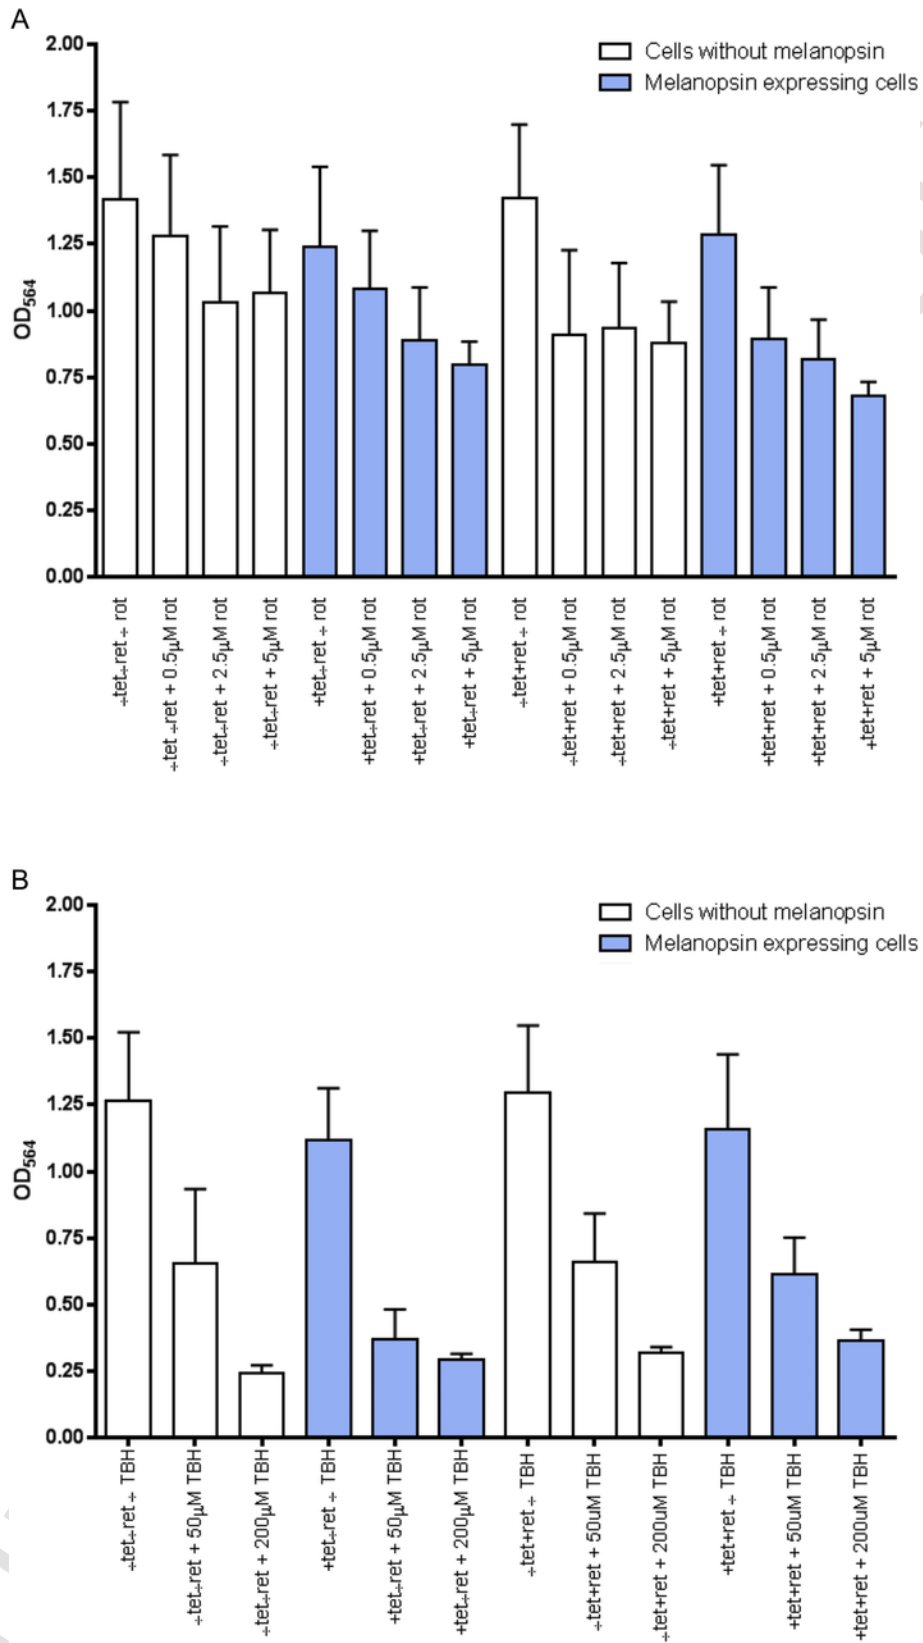 A
2.00
1.75
1.50
1.25
1.00
0.75
0.50
0.25
0.00
OD564
Cells without melanopsin
Melanopsin expressing cells
÷tet÷ret ÷ rot
÷tet ÷ret + 0.5µM rot
÷tet÷ret + 2.5µM rot
÷tet÷ret + 5µM rot
+tet÷ret ÷ rot
+tet÷ret + 0.5µM rot
+tet÷ret + 2.5µM rot
+tet÷ret + 5µM rot
÷tet+ret ÷ rot
÷tet+ret + 0.5µM rot
÷tet+ret + 2.5µM rot
÷tet+ret + 5µM rot
+tet+ret ÷ rot
+tet+ret + 0.5µM rot
+tet+ret + 2.5µM rot
+tet+ret + 5µM rot
B
2.00
1.75
1.50
1.25
1.00
0.75
0.50
0.25
0.00
OD564
Cells without melanopsin
Melanopsin expressing cells
÷tet÷ret ÷ TBH
÷tet÷ret + 50µM TBH
÷tet÷ret + 200µM TBH
+tet÷ret ÷ TBH
+tet÷ret + 50µM TBH
+tet÷ret + 200µM TBH
÷tet+ret ÷ TBH
÷tet+ret + 50uM TBH
÷tet+ret + 200uM TBH
+tet+ret ÷ TBH
+tet+ret + 50uM TBH
+tet+ret + 200uM TBH